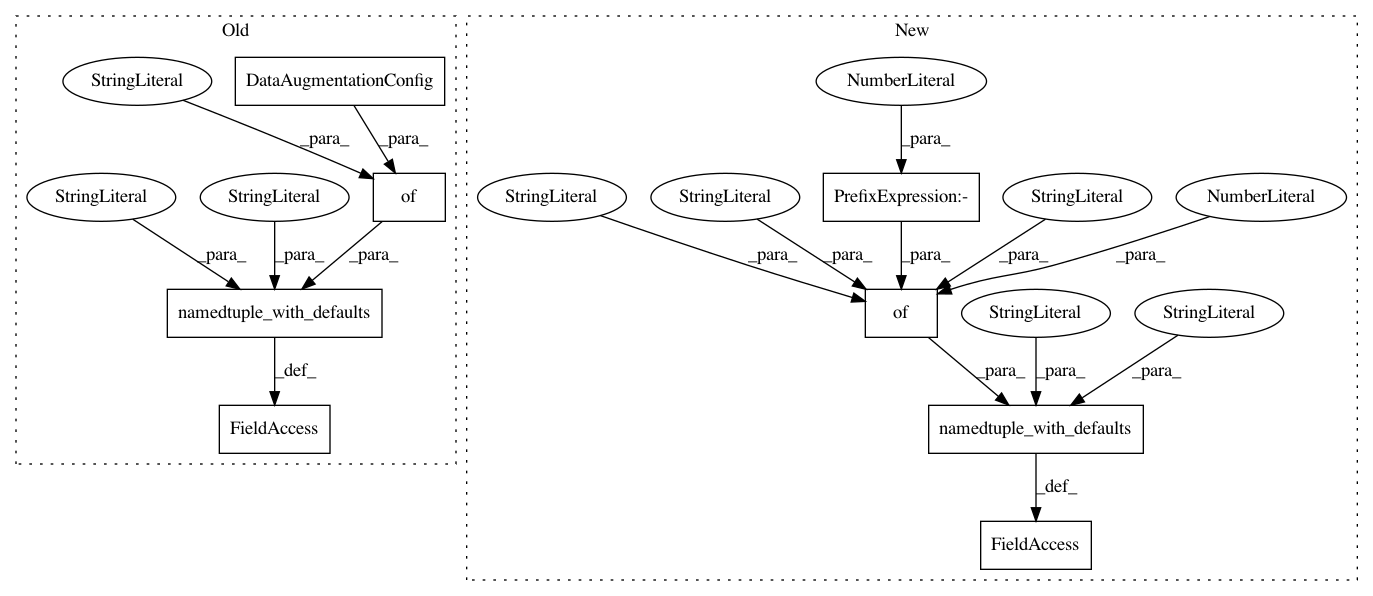 Old
StringLiteral
DataAugmentationConfig
_para_
_para_
StringLiteral
StringLiteral
of
_para_
_para_
_para_
namedtuple_with_defaults
_def_
FieldAccess
New
NumberLiteral
_para_
StringLiteral
StringLiteral
PrefixExpression:-
StringLiteral
NumberLiteral
_para_
_para_
_para_
_para_
_para_
of
StringLiteral
StringLiteral
_para_
_para_
_para_
namedtuple_with_defaults
_def_
FieldAccess